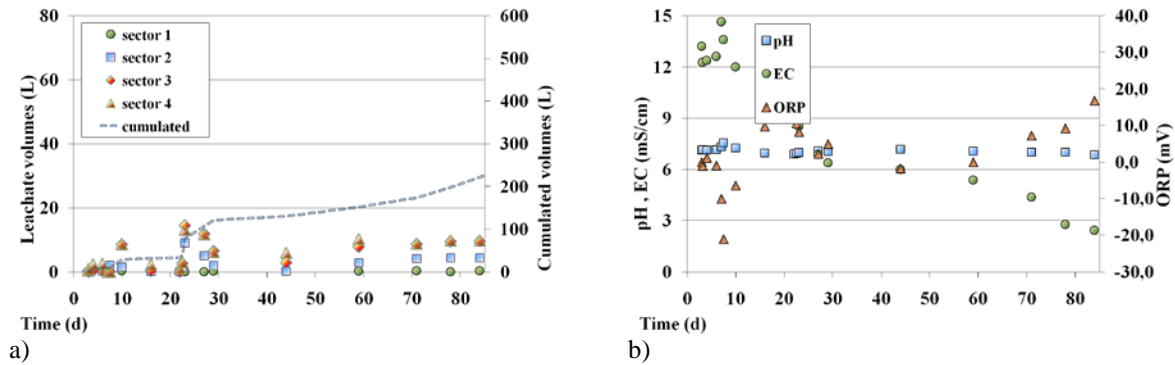 80
60
40
20
0
Leachate volumes (L)
sector 1
sector 2
sector 3
sector 4
cumulated
600
500
400
300
200
100
0
Cumulated volumes (L)
0 10 20 30 40 50 60 70 80
Time (d)
a)
15
12
9
6
3
0
pH , EC (mS/cm)
pH
EC
ORP
40,0
30,0
20,0
10,0
0,0
-10,0
-20,0
-30,0
ORP (mV)
0 10 20 30 40 50 60 70 80
Time (d)
b)